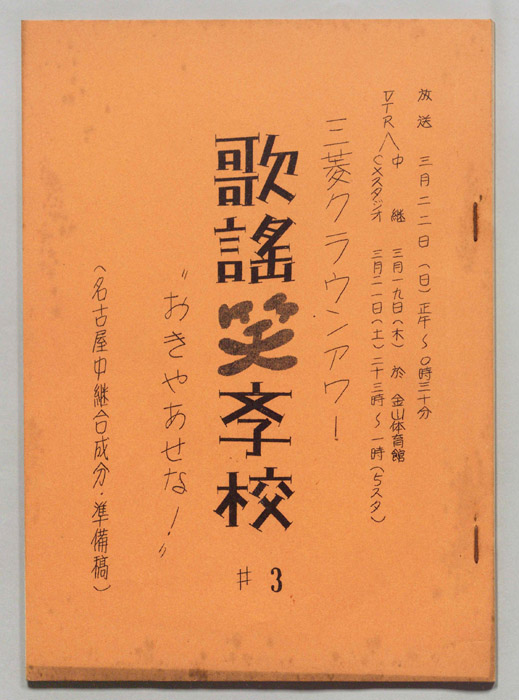 放送 三月二二日(日)正午~0時三十分
VTR〈中継 三月一九日(木)於 金山体育館
CXスタジオ 三月二一日(土)二十三時~一時(5スタ)
三菱クラウンアワー
歌謡笑学校
#3
"おきやあせな!"
(名古屋中継合成分・準備稿)